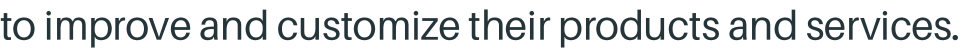 to improve and customize their products and services.